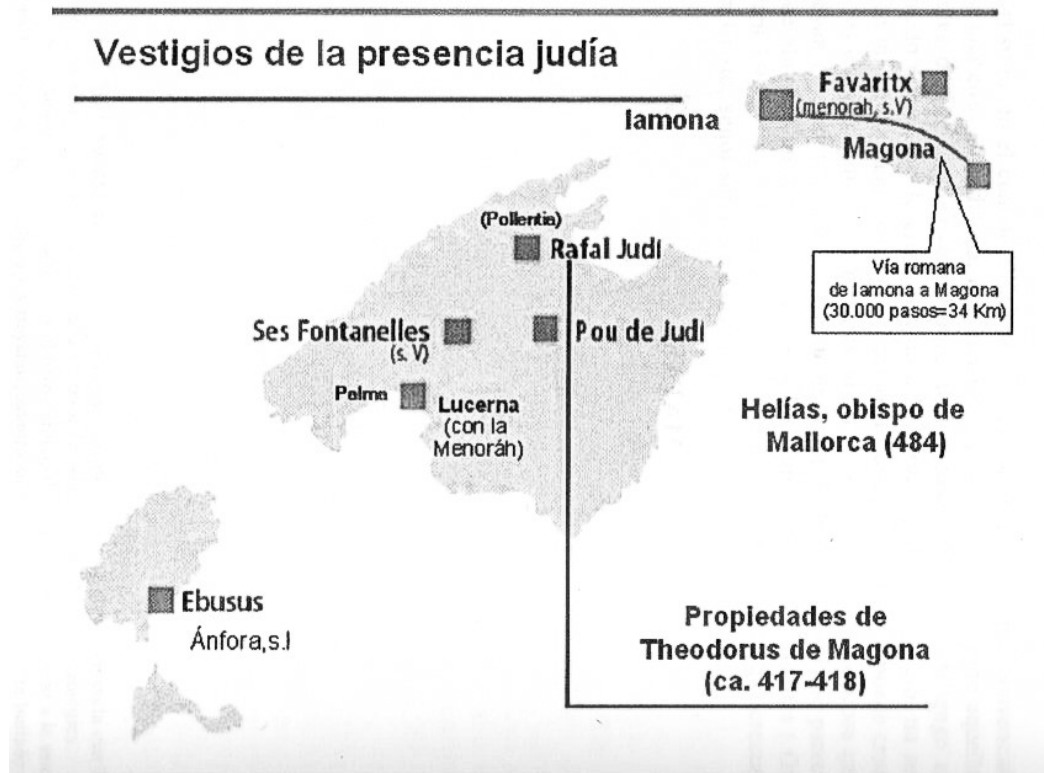 Vestigios de la presencia judía
Favàritx
(menorah, s.V)
Iamona
Magona
Vía romana
de Iamona a Magona
(30.000 pasos=34 Km)
(Pollentia)
Rafal Judí
Ses Fontanelles
(s. V)
Pou de Judí
Palma
Lucerna
(con la
Menoráh)
Helías, obispo de
Mallorca (484)
Ebusus
Ánfora,s.I
Propiedades de
Theodorus de Magona
(ca. 417-418)